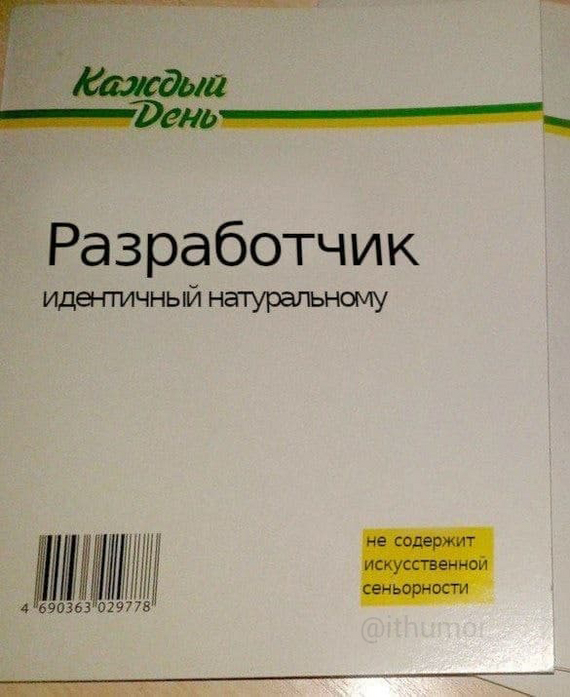 Каждый
День
Разработчик
идентичный натуральному
не содержит
искусственной
сеньорности
4 690363 029778
@ithumor